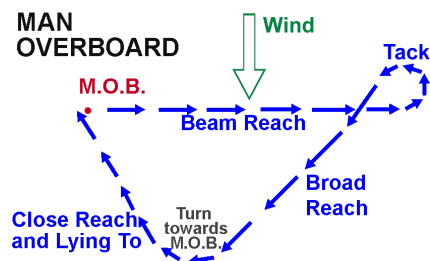 MAN
OVERBOARD
Wind
Tack
M.O.B.
Beam Reach
Broad
Reach
Close Reach
and Lying To
Turn
towards
M.O.B.